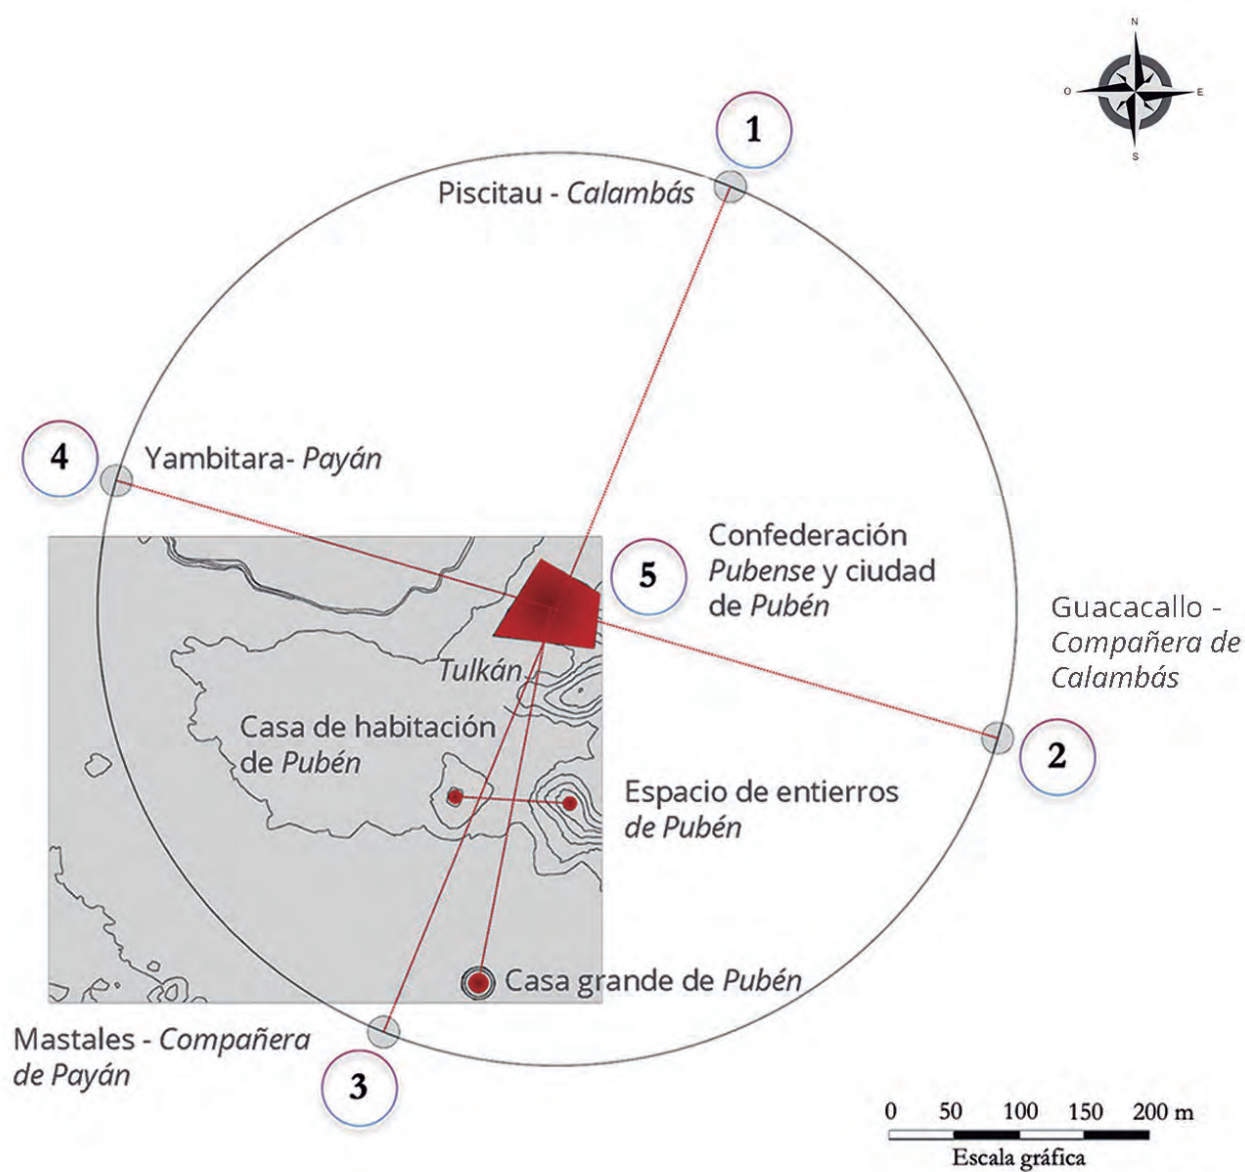 N
O
E
S
1
Piscitau - Calambás
4
Yambitara- Payán
5
Confederación
Pubense y ciudad
de Pubén
Guacacallo -
Compañera de
Calambás
2
Tulkán
Casa de habitación
de Pubén
Espacio de entierros
de Pubén
Casa grande de Pubén
Mastales - Compañera
de Payán
3
0 50 100 150 200 m
Escala gráfica